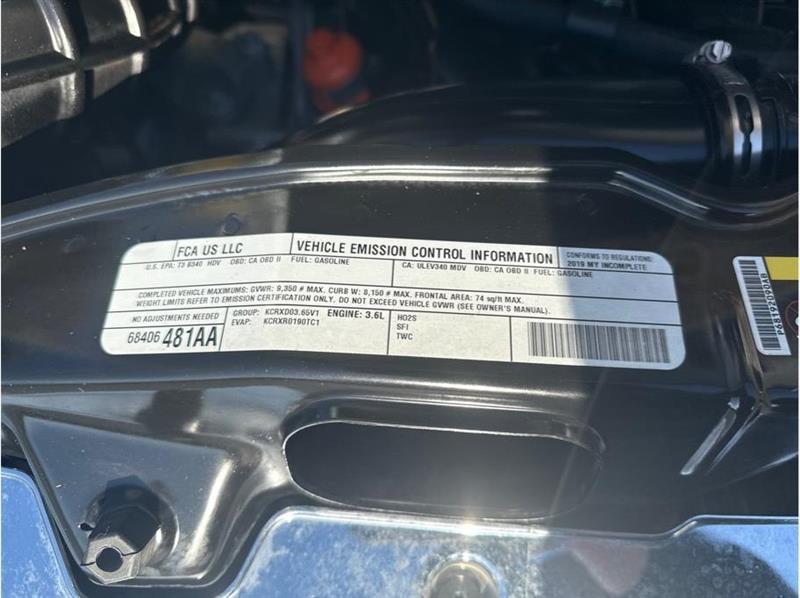 FCA US LLC
VEHICLE EMISSION CONTROL INFORMATION
CONFORMS TO REGULATIONS:
2019 MY INCOMPLETE
U.S. EPA: T3 B340 HDV OBD: CA OBD II FUEL: GASOLINE
CA: ULEV340 MDV OBD: CA OBD II FUEL: GASOLINE
COMPLETED VEHICLE MAXIMUMS: GVWR: 9,350 # MAX. CURB W: 8,150 # MAX. FRONTAL AREA: 74 sq/ft MAX.
WEIGHT LIMITS REFER TO EMISSION CERTIFICATION ONLY. DO NOT EXCEED VEHICLE GVWR (SEE OWNER'S MANUAL).
NO ADJUSTMENTS NEEDED
68406 481AA
GROUP: KCRXD03.65V1 ENGINE: 3.6L
EVAP: KCRXR0190TC1
HO2S
SFI
TWC
P68192090AB